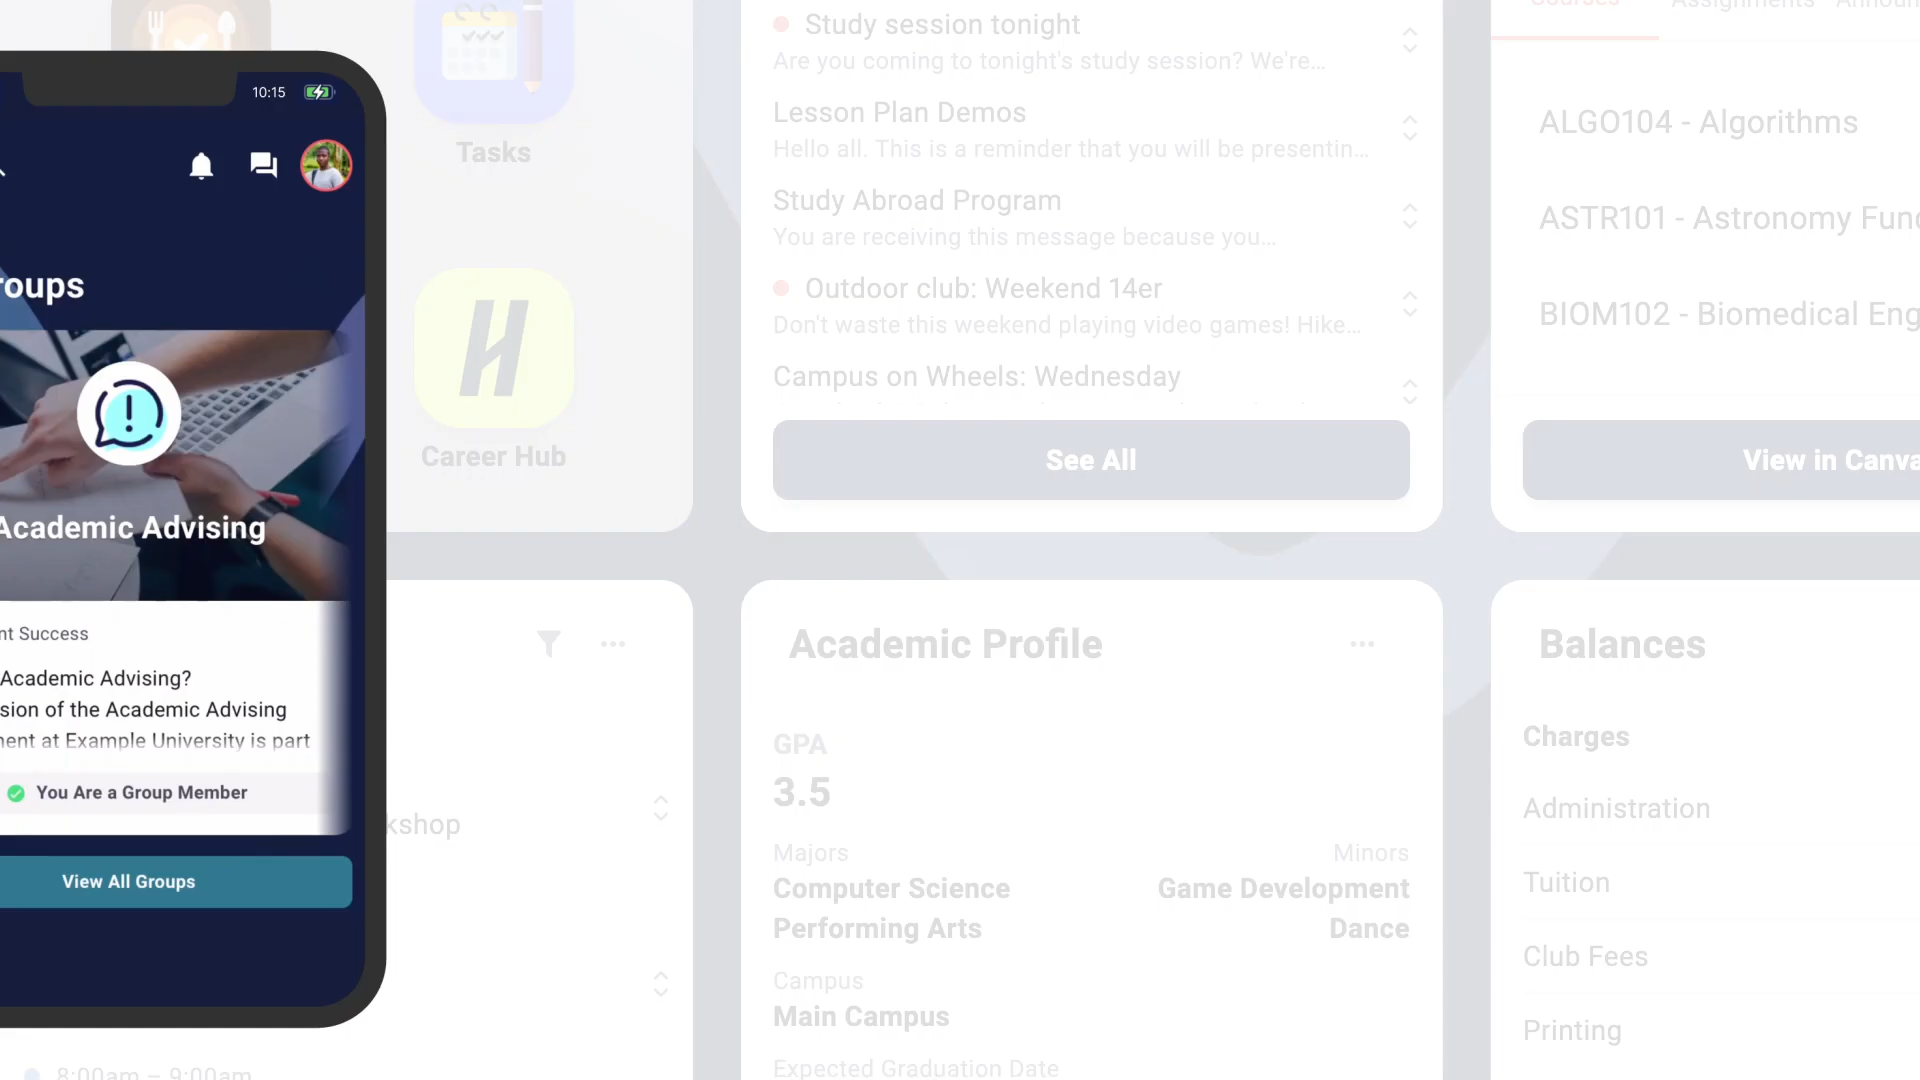 10:15
roups
Academic Advising
nt Success
Academic Advising?
sion of the Academic Advising
ment at Example University is part
You Are a Group Member
View All Groups
Tasks
Career Hub
kshop
8:00am – 9:00am
Study session tonight
Are you coming to tonight's study session? We're...
Lesson Plan Demos
Hello all. This is a reminder that you will be presentin...
Study Abroad Program
You are receiving this message because you...
Outdoor club: Weekend 14er
Don't waste this weekend playing video games! Hike...
Campus on Wheels: Wednesday
See All
Academic Profile
GPA
3.5
Majors Minors
Computer Science Game Development
Performing Arts Dance
Campus
Main Campus
Expected Graduation Date
Courses Assignments Announ
ALGO104 - Algorithms
ASTR101 - Astronomy Fund
BIOM102 - Biomedical Eng
View in Canva
Balances
Charges
Administration
Tuition
Club Fees
Printing